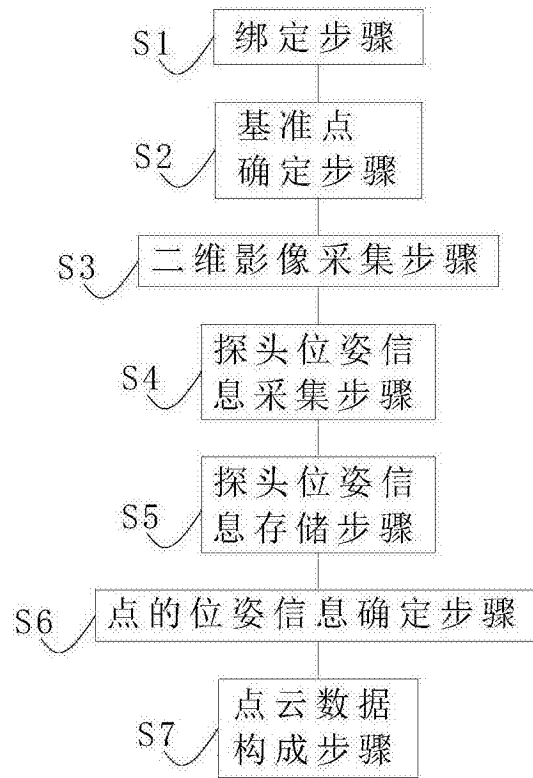 S1 绑定步骤
S2 基准点
确定步骤
S3 二维影像采集步骤
S4 探头位姿信
息采集步骤
S5 探头位姿信
息存储步骤
S6 点的位姿信息确定步骤
S7 点云数据
构成步骤